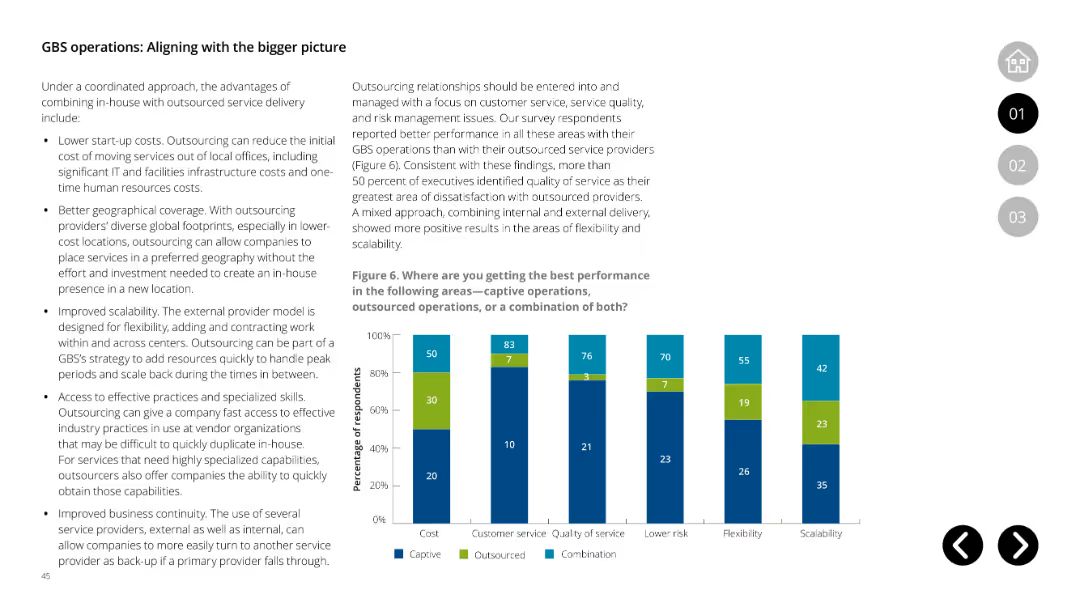 GBS operations: Aligning with the bigger picture
Under a coordinated approach, the advantages of
combining in-house with outsourced service delivery
include:
• Lower start-up costs. Outsourcing can reduce the initial
cost of moving services out of local offices, including
significant IT and facilities infrastructure costs and one-
time human resources costs.
• Better geographical coverage. With outsourcing
providers' diverse global footprints, especially in lower-
cost locations, outsourcing can allow companies to
place services in a preferred geography without the
effort and investment needed to create an in-house
presence in a new location.
• Improved scalability. The external provider model is
designed for flexibility, adding and contracting work
within and across centers. Outsourcing can be part of a
GBS's strategy to add resources quickly to handle peak
periods and scale back during the times in between.
• Access to effective practices and specialized skills.
Outsourcing can give a company fast access to effective
industry practices in use at vendor organizations
that may be difficult to quickly duplicate in-house.
For services that need highly specialized capabilities,
outsourcers also offer companies the ability to quickly
obtain those capabilities.
• Improved business continuity. The use of several
service providers, external as well as internal, can
allow companies to more easily turn to another service
provider as back-up if a primary provider falls through.
45
Outsourcing relationships should be entered into and
managed with a focus on customer service, service quality,
and risk management issues. Our survey respondents
reported better performance in all these areas with their
GBS operations than with their outsourced service providers
(Figure 6). Consistent with these findings, more than
50 percent of executives identified quality of service as their
greatest area of dissatisfaction with outsourced providers.
A mixed approach, combining internal and external delivery,
showed more positive results in the areas of flexibility and
scalability.
Figure 6. Where are you getting the best performance
in the following areas—captive operations,
outsourced operations, or a combination of both?
Percentage of respondents
100%
80%
60%
40%
20%
0%
50 83 76 70 55 42
30 7 3 7 19 23
20 10 21 23 26 35
Cost Customer service Quality of service Lower risk Flexibility Scalability
Captive Outsourced Combination
01
02
03